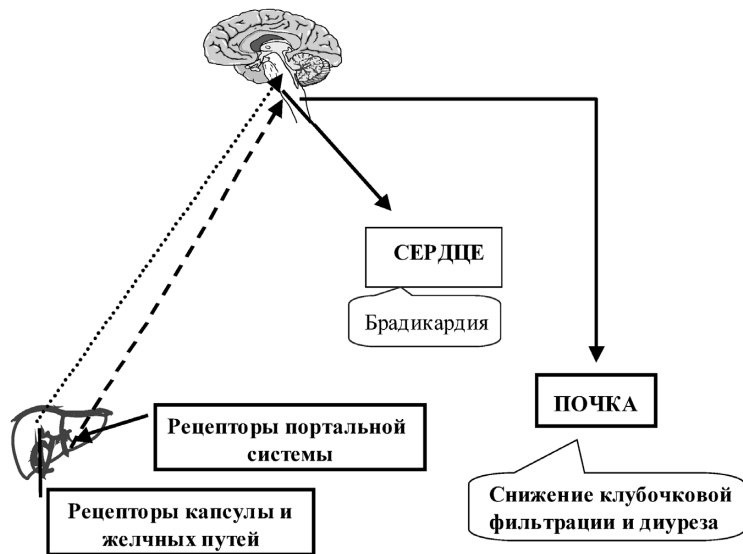 СЕРДЦЕ
Брадикардия
ПОЧКА
Рецепторы портальной
системы
Снижение клубочковой
фильтрации и диуреза
Рецепторы капсулы и
желчных путей